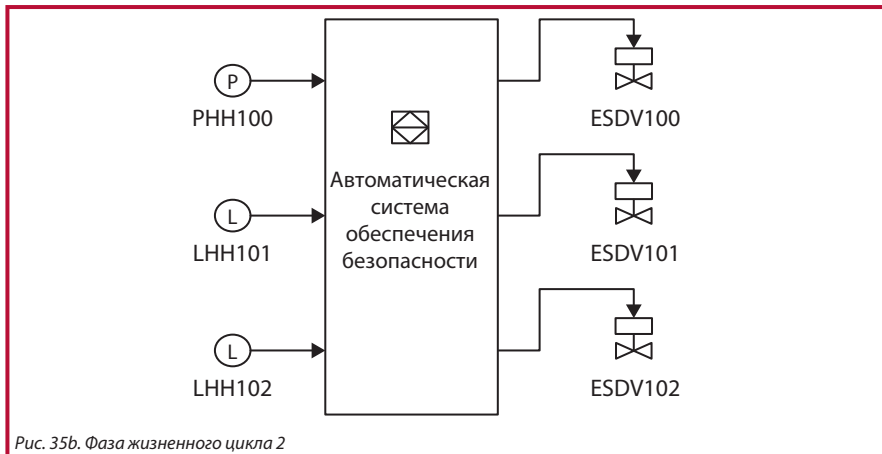 P
PHH100
ESDV100
Автоматическая
система
обеспечения
безопасности
L
LHH101
ESDV101
L
LHH102
ESDV102
Рис. 35b. Фаза жизненного цикла 2